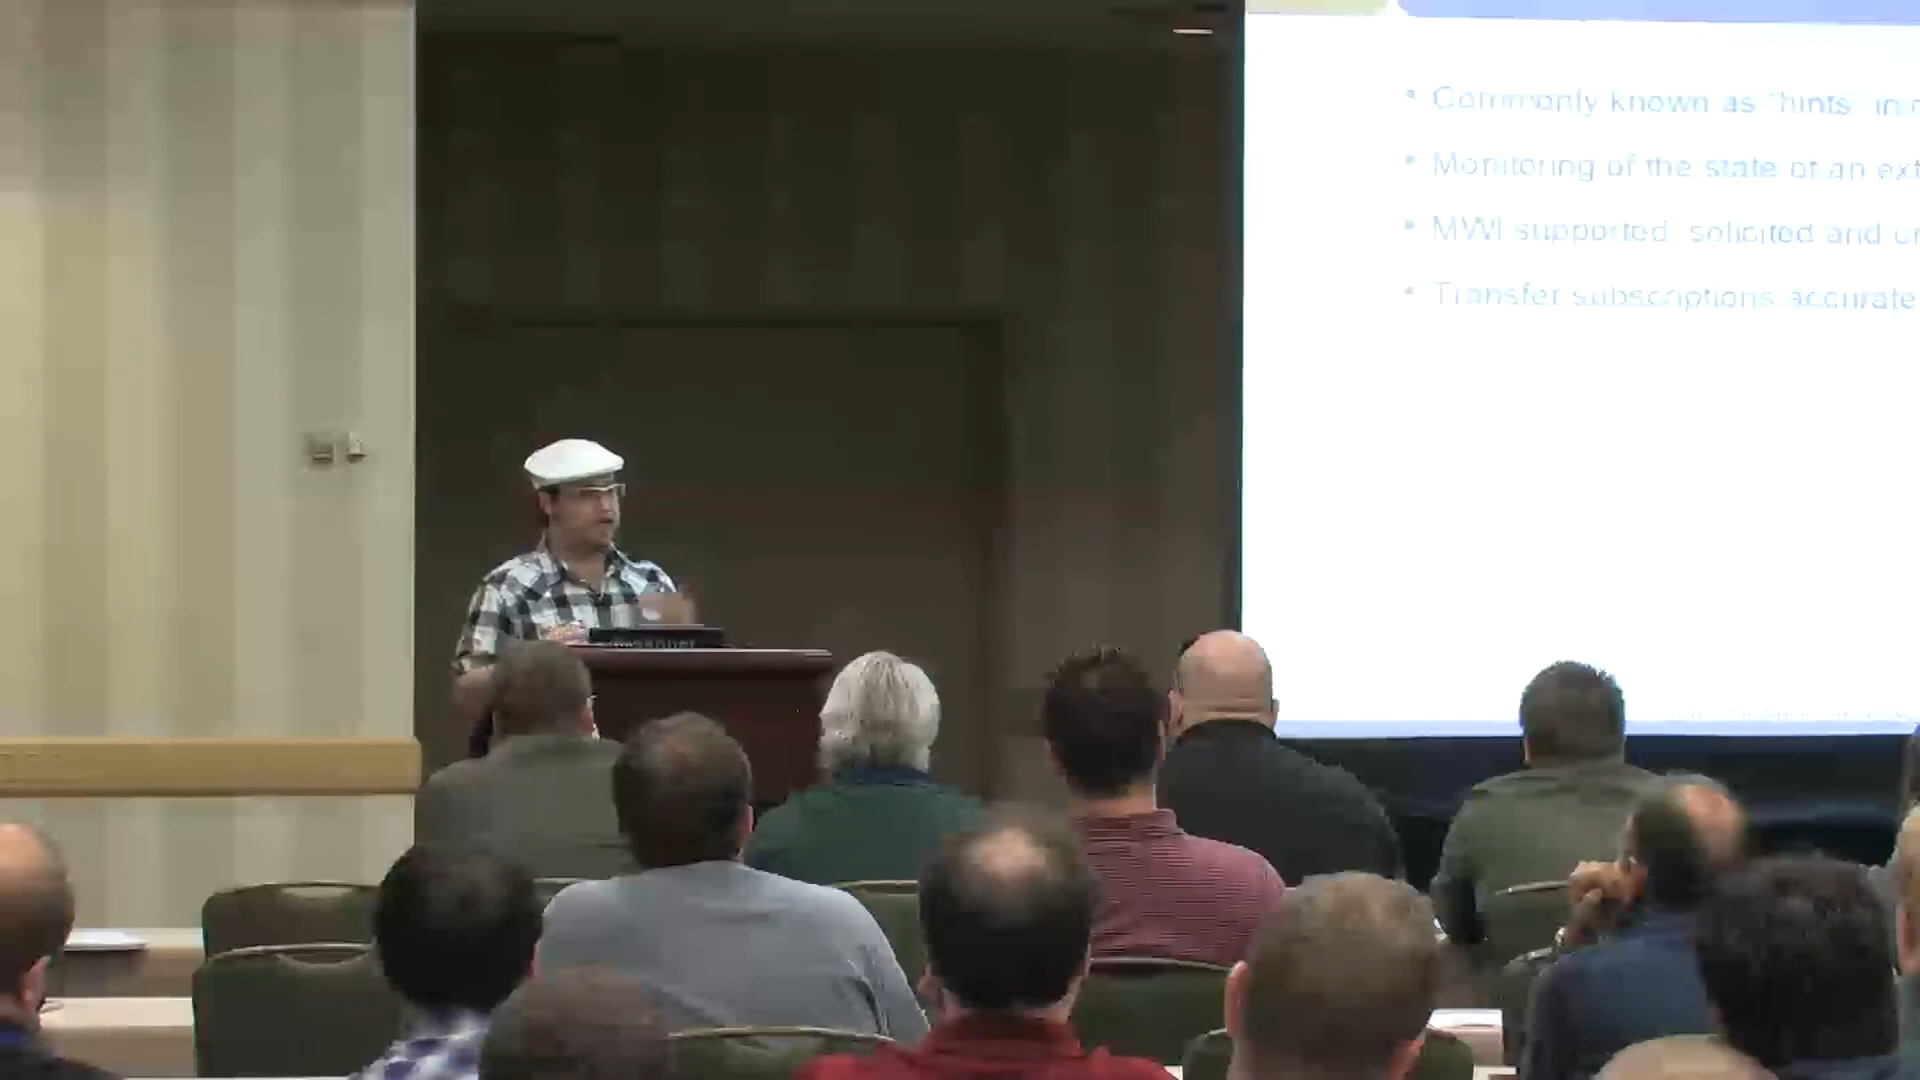 Commonly known as "hints" in
Monitoring of the state of an ext
MWI supported, solicited and un
Transfer subscriptions accurate